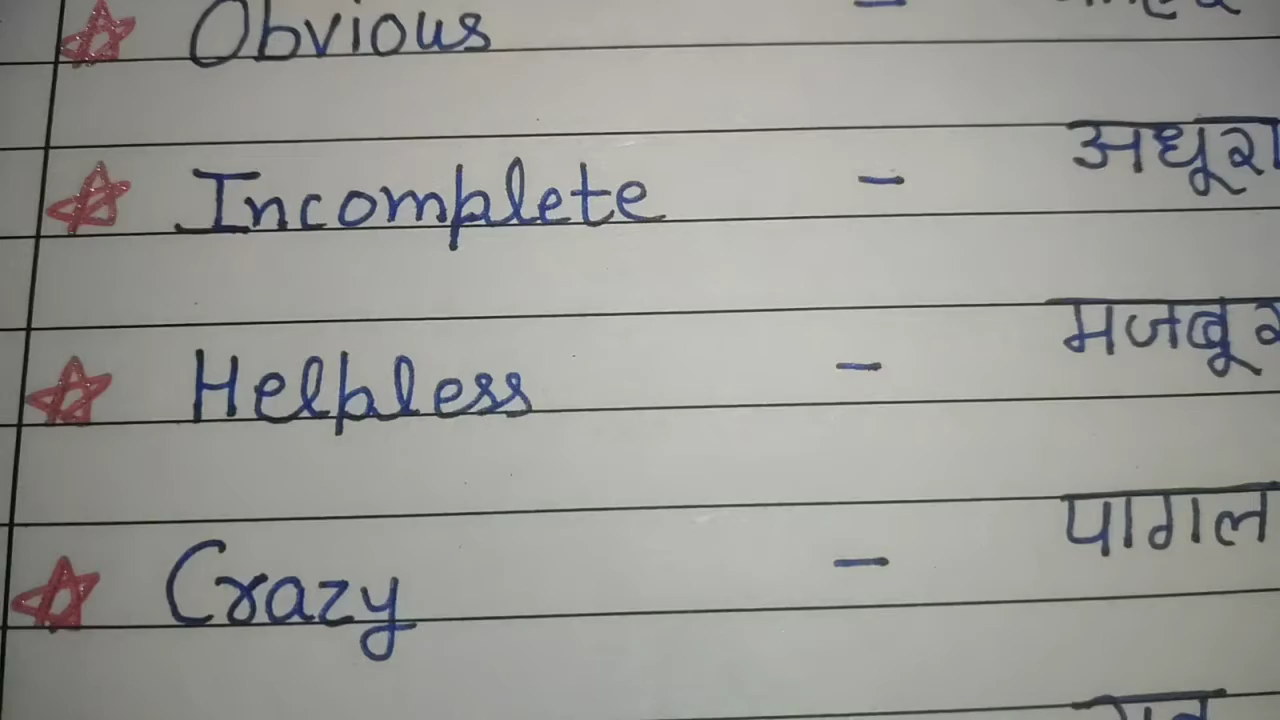 Obvious -
Incomplete - अधूरा
Helpless - मजबूर
Crazy - पागल